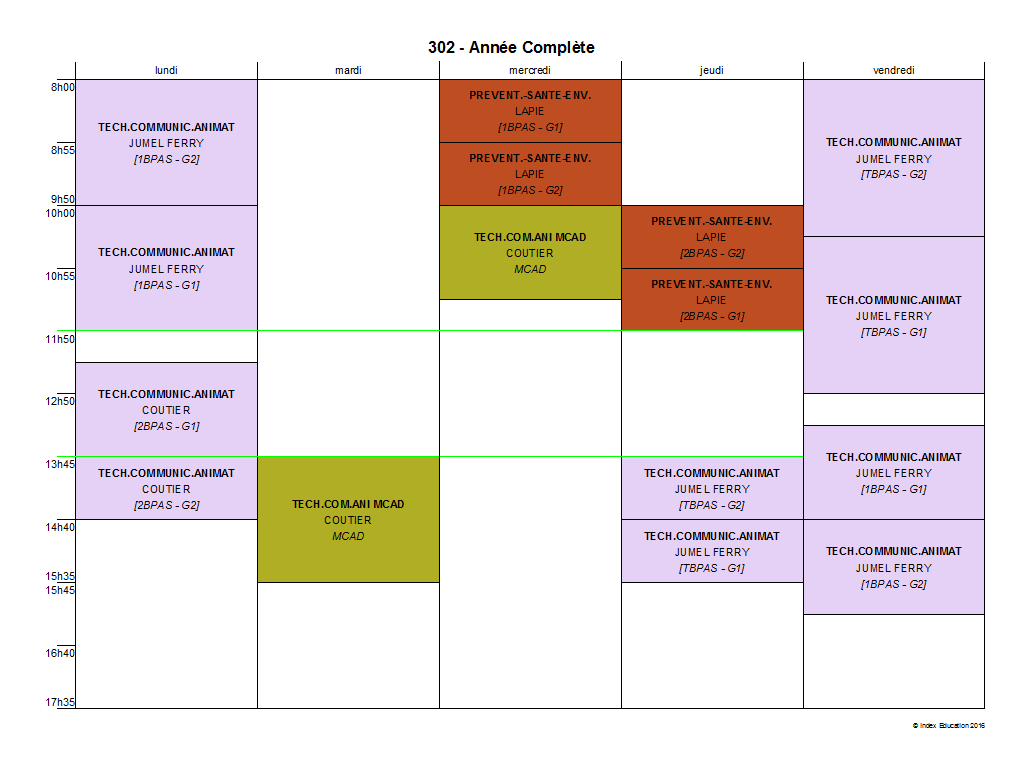 302 - Année Complète
lundi
mardi
mercredi
jeudi
vendredi
8h00
8h55
9h50
10h00
10h55
11h50
12h50
13h45
14h40
15h35
15h45
16h40
17h35
TECH.COMMUNIC.ANIMAT
JUMEL FERRY
[1BPAS - G2]
TECH.COMMUNIC.ANIMAT
JUMEL FERRY
[1BPAS - G1]
TECH.COMMUNIC.ANIMAT
COUTIER
[2BPAS - G1]
TECH.COMMUNIC.ANIMAT
COUTIER
[2BPAS - G2]
TECH.COM.ANI MCAD
COUTIER
MCAD
PREVENT.-SANTE-ENV.
LAPIE
[1BPAS - G1]
PREVENT.-SANTE-ENV.
LAPIE
[1BPAS - G2]
TECH.COM.ANI MCAD
COUTIER
MCAD
PREVENT.-SANTE-ENV.
LAPIE
[2BPAS - G2]
PREVENT.-SANTE-ENV.
LAPIE
[2BPAS - G1]
TECH.COMMUNIC.ANIMAT
JUMEL FERRY
[TBPAS - G2]
TECH.COMMUNIC.ANIMAT
JUMEL FERRY
[TBPAS - G1]
TECH.COMMUNIC.ANIMAT
JUMEL FERRY
[TBPAS - G2]
TECH.COMMUNIC.ANIMAT
JUMEL FERRY
[TBPAS - G1]
TECH.COMMUNIC.ANIMAT
JUMEL FERRY
[1BPAS - G1]
TECH.COMMUNIC.ANIMAT
JUMEL FERRY
[1BPAS - G2]
© Index Education 2016